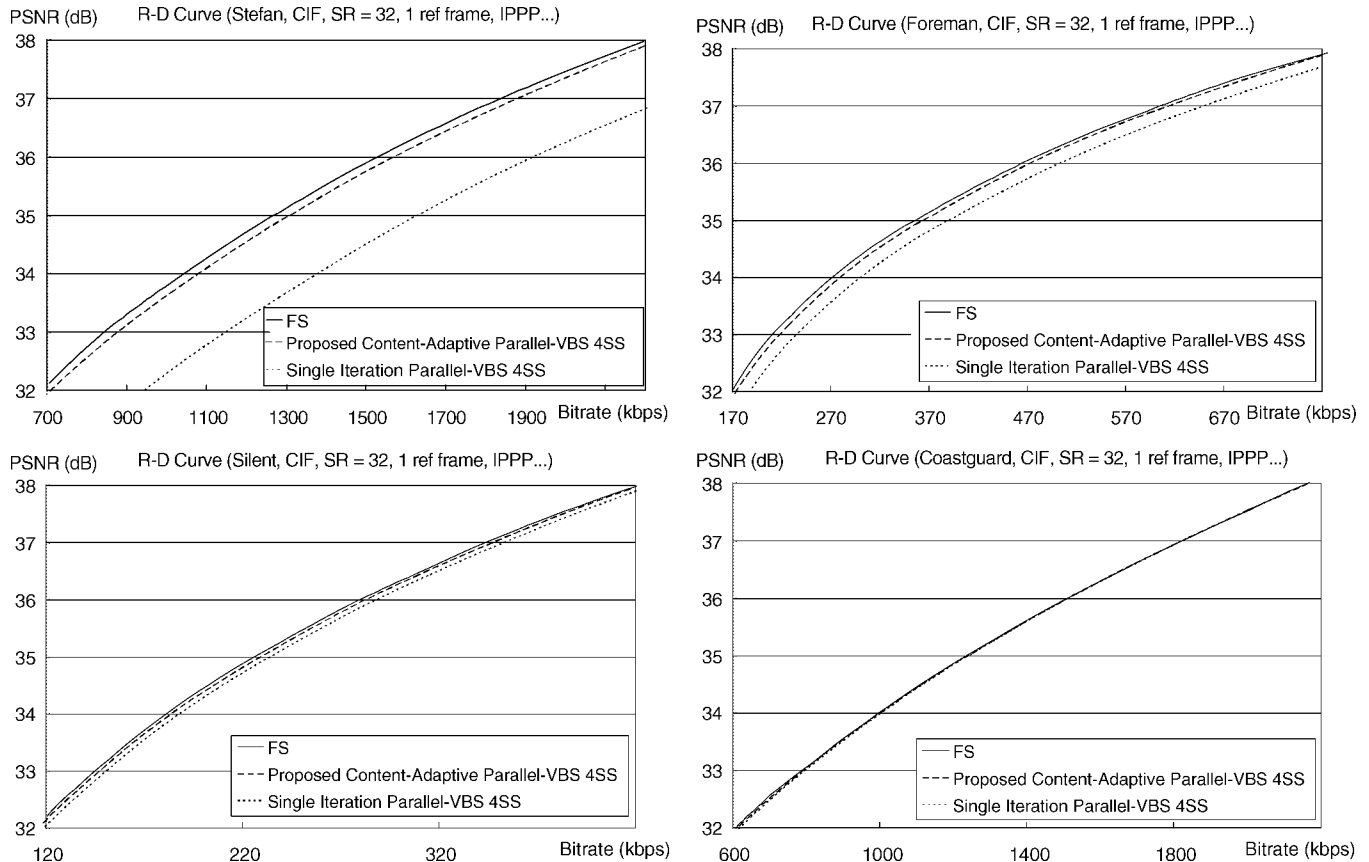 PSNR (dB) R-D Curve (Stefan, CIF, SR = 32, 1 ref frame, IPPP...)
38
37
36
35
34
33
32
FS
Proposed Content-Adaptive Parallel-VBS 4SS
Single Iteration Parallel-VBS 4SS
700 900 1100 1300 1500 1700 1900 Bitrate (kbps)
PSNR (dB) R-D Curve (Foreman, CIF, SR = 32, 1 ref frame, IPPP...)
38
37
36
35
34
33
32
FS
Proposed Content-Adaptive Parallel-VBS 4SS
Single Iteration Parallel-VBS 4SS
170 270 370 470 570 670 Bitrate (kbps)
PSNR (dB) R-D Curve (Silent, CIF, SR = 32, 1 ref frame, IPPP...)
38
37
36
35
34
33
32
FS
Proposed Content-Adaptive Parallel-VBS 4SS
Single Iteration Parallel-VBS 4SS
120 220 320 Bitrate (kbps)
PSNR (dB) R-D Curve (Coastguard, CIF, SR = 32, 1 ref frame, IPPP...)
38
37
36
35
34
33
32
FS
Proposed Content-Adaptive Parallel-VBS 4SS
Single Iteration Parallel-VBS 4SS
600 1000 1400 1800 Bitrate (kbps)